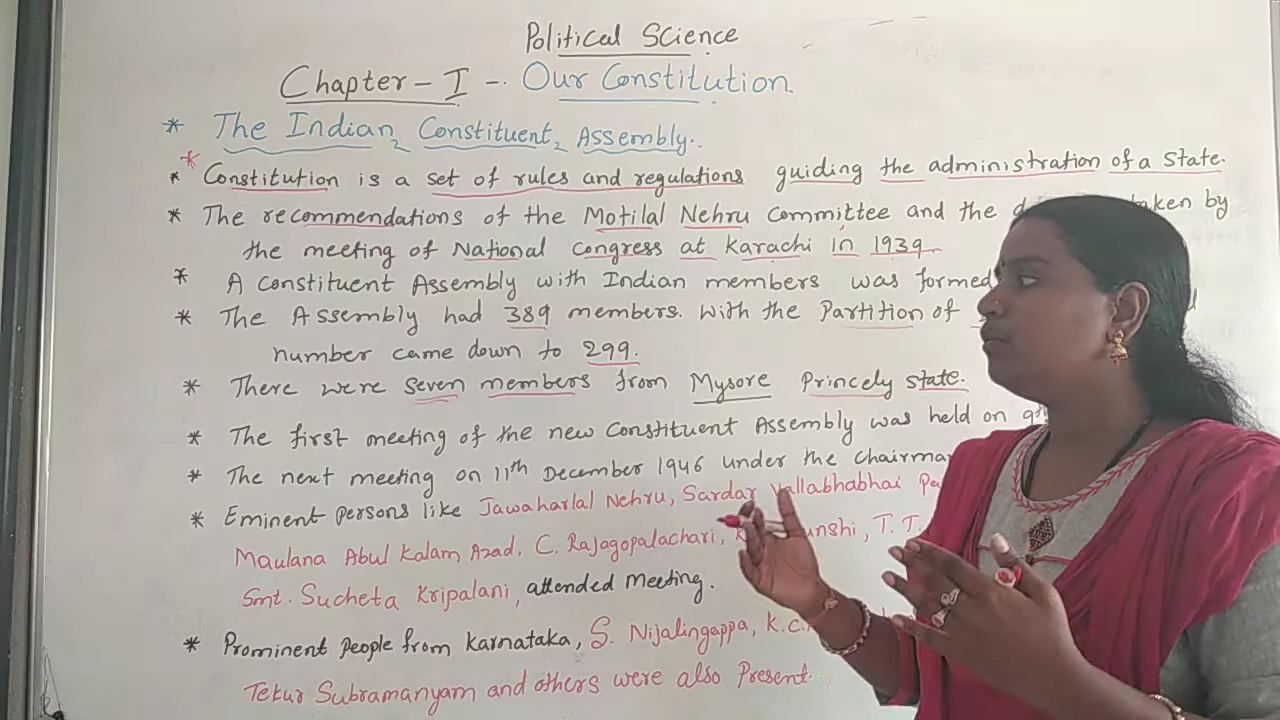 Political Science
Chapter - I -. Our Constitution.
* The Indian Constituent Assembly.
* Constitution is a set of rules and regulations guiding the administration of a state.
* The recommendations of the Motilal Nehru Committee and the taken by
the meeting of National Congress at Karachi in 1939
* A Constituent Assembly with Indian members was formed
* The Assembly had 389 members. With the Partition of
number came down to 299.
* There were seven members from Mysore Princely state.
* The first meeting of the new Constituent Assembly was held on
* The next meeting on 11th December 1946 under the
* Eminent persons like Jawaharlal Nehru, Sardar Vallabhabhai
Maulana Abul Kalam Azad, C. Rajagopalachari, T. T.
Smt. Sucheta Kripalani, attended meeting.
* Prominent people from Karnataka, S. Nijalingappa, K.C.
Tekur Subramanyam and others were also Present.